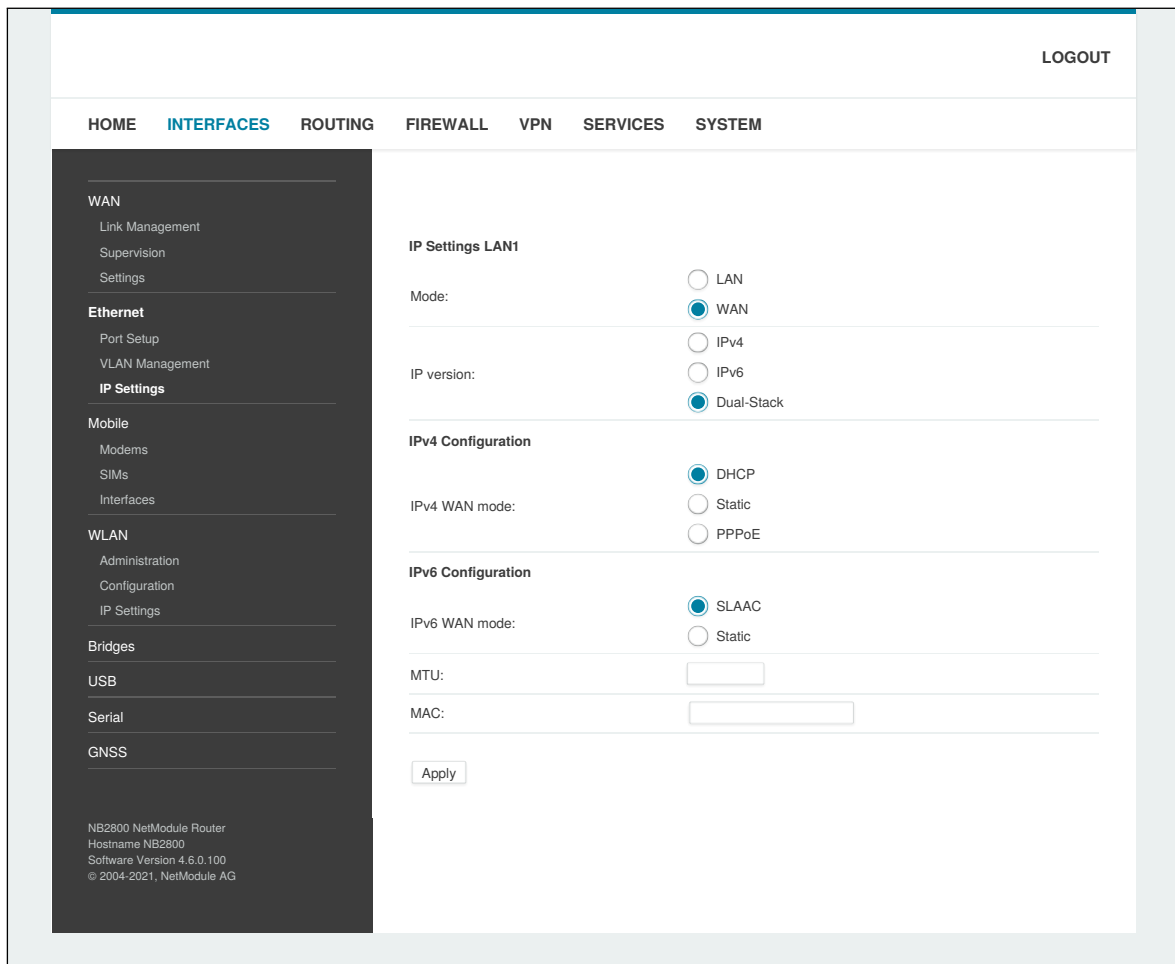 LOGOUT
HOME INTERFACES ROUTING FIREWALL VPN SERVICES SYSTEM
WAN
Link Management
Supervision
Settings
Ethernet
Port Setup
VLAN Management
IP Settings
Mobile
Modems
SIMs
Interfaces
WLAN
Administration
Configuration
IP Settings
Bridges
USB
Serial
GNSS
NB2800 NetModule Router
Hostname NB2800
Software Version 4.6.0.100
© 2004-2021, NetModule AG
IP Settings LAN1
Mode:
LAN
WAN
IP version:
IPv4
IPv6
Dual-Stack
IPv4 Configuration
IPv4 WAN mode:
DHCP
Static
PPPoE
IPv6 Configuration
IPv6 WAN mode:
SLAAC
Static
MTU:
MAC:
Apply